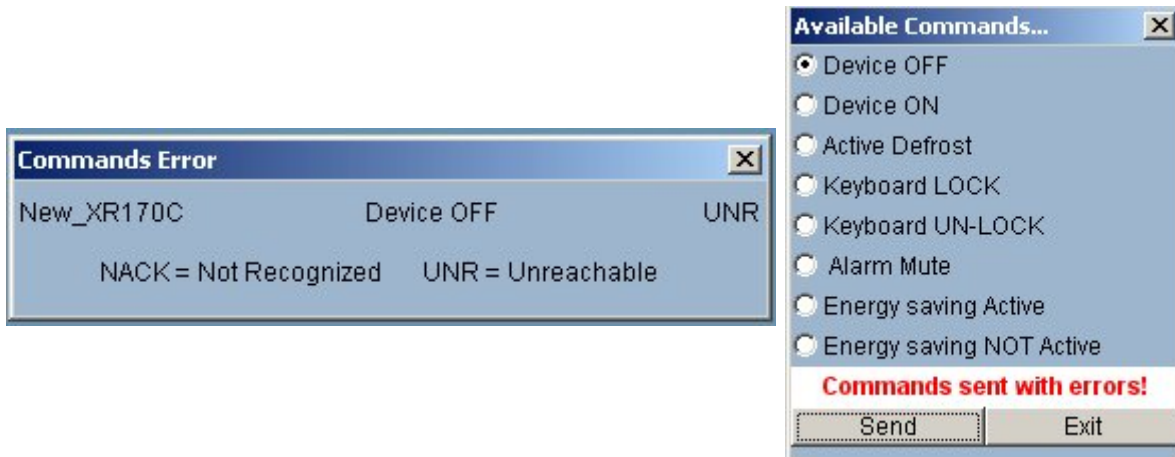 Commands Error
New_XR170C Device OFF UNR
NACK = Not Recognized UNR = Unreachable
Available Commands...
Device OFF
Device ON
Active Defrost
Keyboard LOCK
Keyboard UN-LOCK
Alarm Mute
Energy saving Active
Energy saving NOT Active
Commands sent with errors!
Send Exit